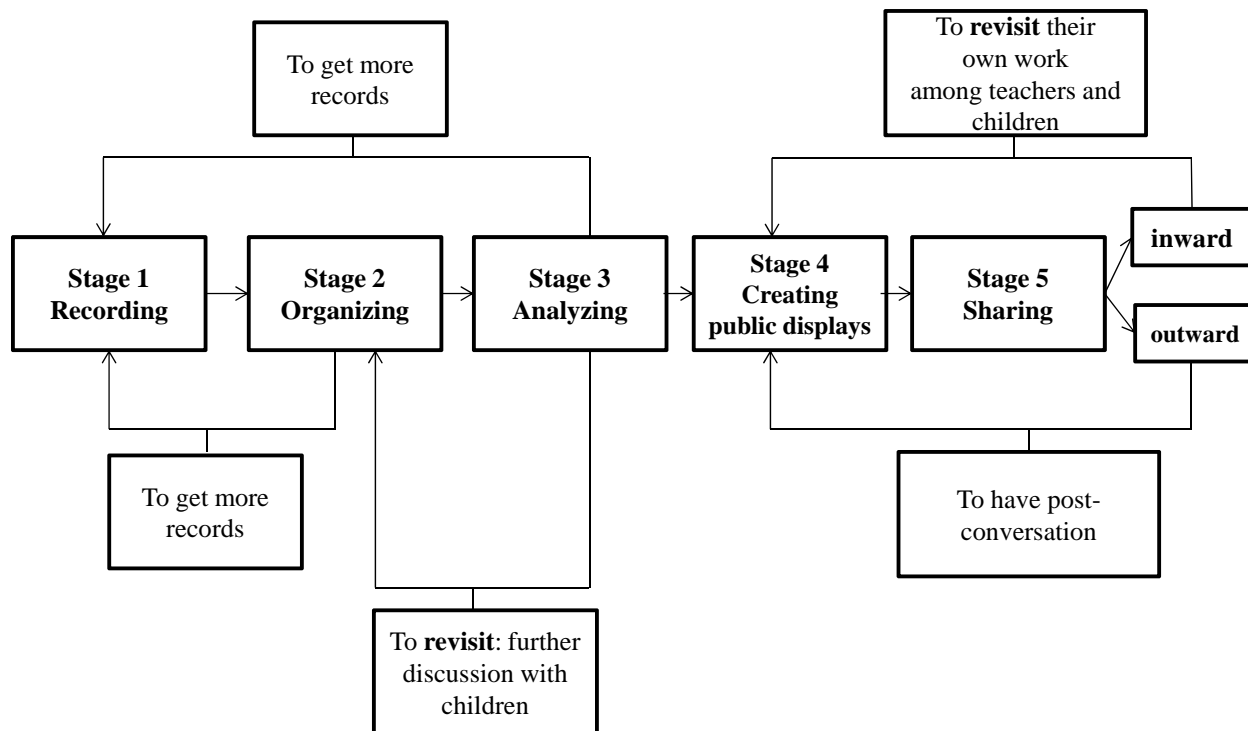 To get more
records
To revisit their
own work
among teachers and
children
Stage 1
Recording
Stage 2
Organizing
Stage 3
Analyzing
Stage 4
Creating
public displays
Stage 5
Sharing
inward
outward
To get more
records
To revisit: further
discussion with
children
To have post-
conversation